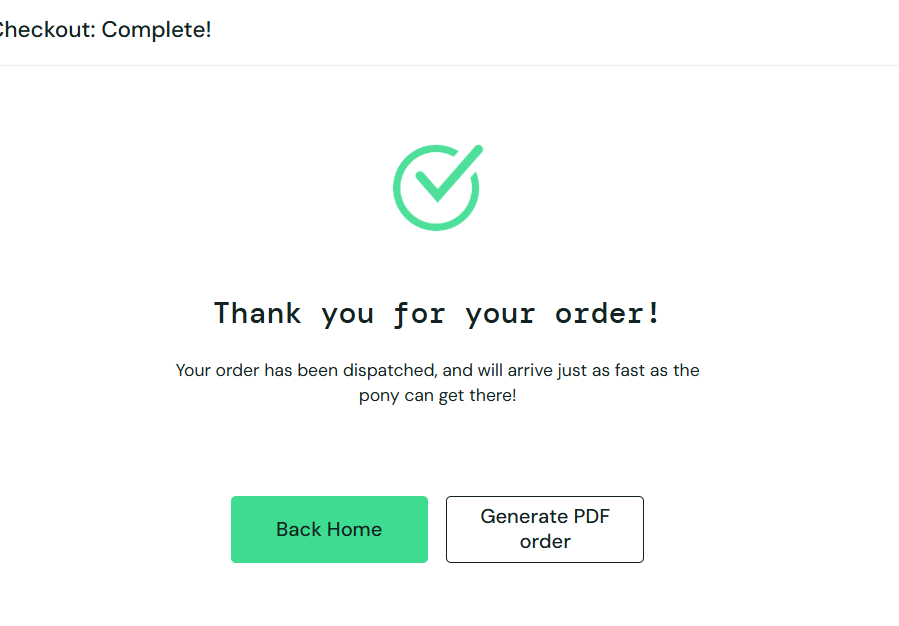 Checkout: Complete!
Thank you for your order!
Your order has been dispatched, and will arrive just as fast as the
pony can get there!
Back Home
Generate PDF
order